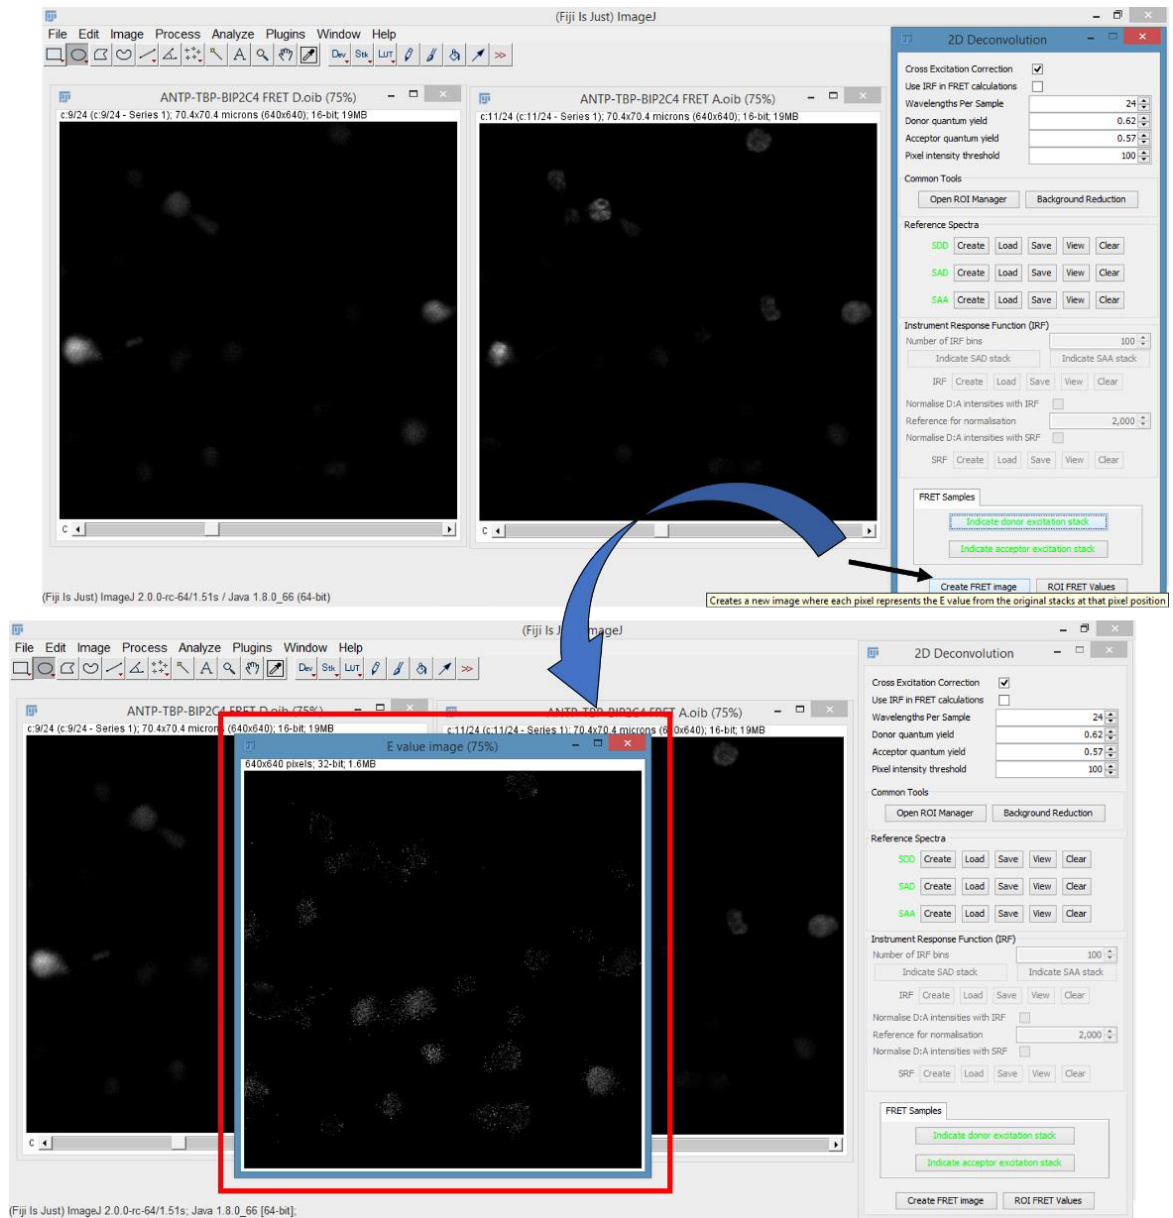 (Fiji Is Just) ImageJ
File Edit Image Process Analyze Plugins Window Help
Dev Stk LUT
ANTP-TBP-BIP2C4 FRET D.oib (75%)
c:9/24 (c:9/24 - Series 1); 70.4x70.4 microns (640x640); 16-bit; 19MB
C
ANTP-TBP-BIP2C4 FRET A.oib (75%)
c:11/24 (c:11/24 - Series 1); 70.4x70.4 microns (640x640); 16-bit; 19MB
C
2D Deconvolution
Cross Excitation Correction
Use IRF in FRET calculations
Wavelengths Per Sample 24
Donor quantum yield 0.62
Acceptor quantum yield 0.57
Pixel intensity threshold 100
Common Tools
Open ROI Manager Background Reduction
Reference Spectra
SDD Create Load Save View Clear
SAD Create Load Save View Clear
SAA Create Load Save View Clear
Instrument Response Function (IRF)
Number of IRF bins 100
Indicate SAD stack Indicate SAA stack
IRF Create Load Save View Clear
Normalise D:A intensities with IRF
Reference for normalisation 2,000
Normalise D:A intensities with SRF
SRF Create Load Save View Clear
FRET Samples
Indicate donor excitation stack
Indicate acceptor excitation stack
Create FRET image ROI FRET Values
Creates a new image where each pixel represents the E value from the original stacks at that pixel position
(Fiji Is Just) ImageJ 2.0.0-rc-64/1.51s / Java 1.8.0_66 (64-bit)
(Fiji Is J ImageJ
File Edit Image Process Analyze Plugins Window Help
Dev Stk LUT
ANTP-TBP-BIP2C4 FRET D.oib (75%)
c:9/24 (c:9/24 - Series 1); 70.4x70.4 microns (640x640); 16-bit; 19MB
C
ANTP-TBP-BIP2C4 FRET A.oib (75%)
c:11/24 (c:11/24 - Series 1); 70.4x70.4 microns (640x640); 16-bit; 19MB
E value image (75%)
640x640 pixels; 32-bit; 1.6MB
2D Deconvolution
Cross Excitation Correction
Use IRF in FRET calculations
Wavelengths Per Sample 24
Donor quantum yield 0.62
Acceptor quantum yield 0.57
Pixel intensity threshold 100
Common Tools
Open ROI Manager Background Reduction
Reference Spectra
SDD Create Load Save View Clear
SAD Create Load Save View Clear
SAA Create Load Save View Clear
Instrument Response Function (IRF)
Number of IRF bins 100
Indicate SAD stack Indicate SAA stack
IRF Create Load Save View Clear
Normalise D:A intensities with IRF
Reference for normalisation 2,000
Normalise D:A intensities with SRF
SRF Create Load Save View Clear
FRET Samples
Indicate donor excitation stack
Indicate acceptor excitation stack
Create FRET image ROI FRET Values
(Fiji Is Just) ImageJ 2.0.0-rc-64/1.51s; Java 1.8.0_66 [64-bit];